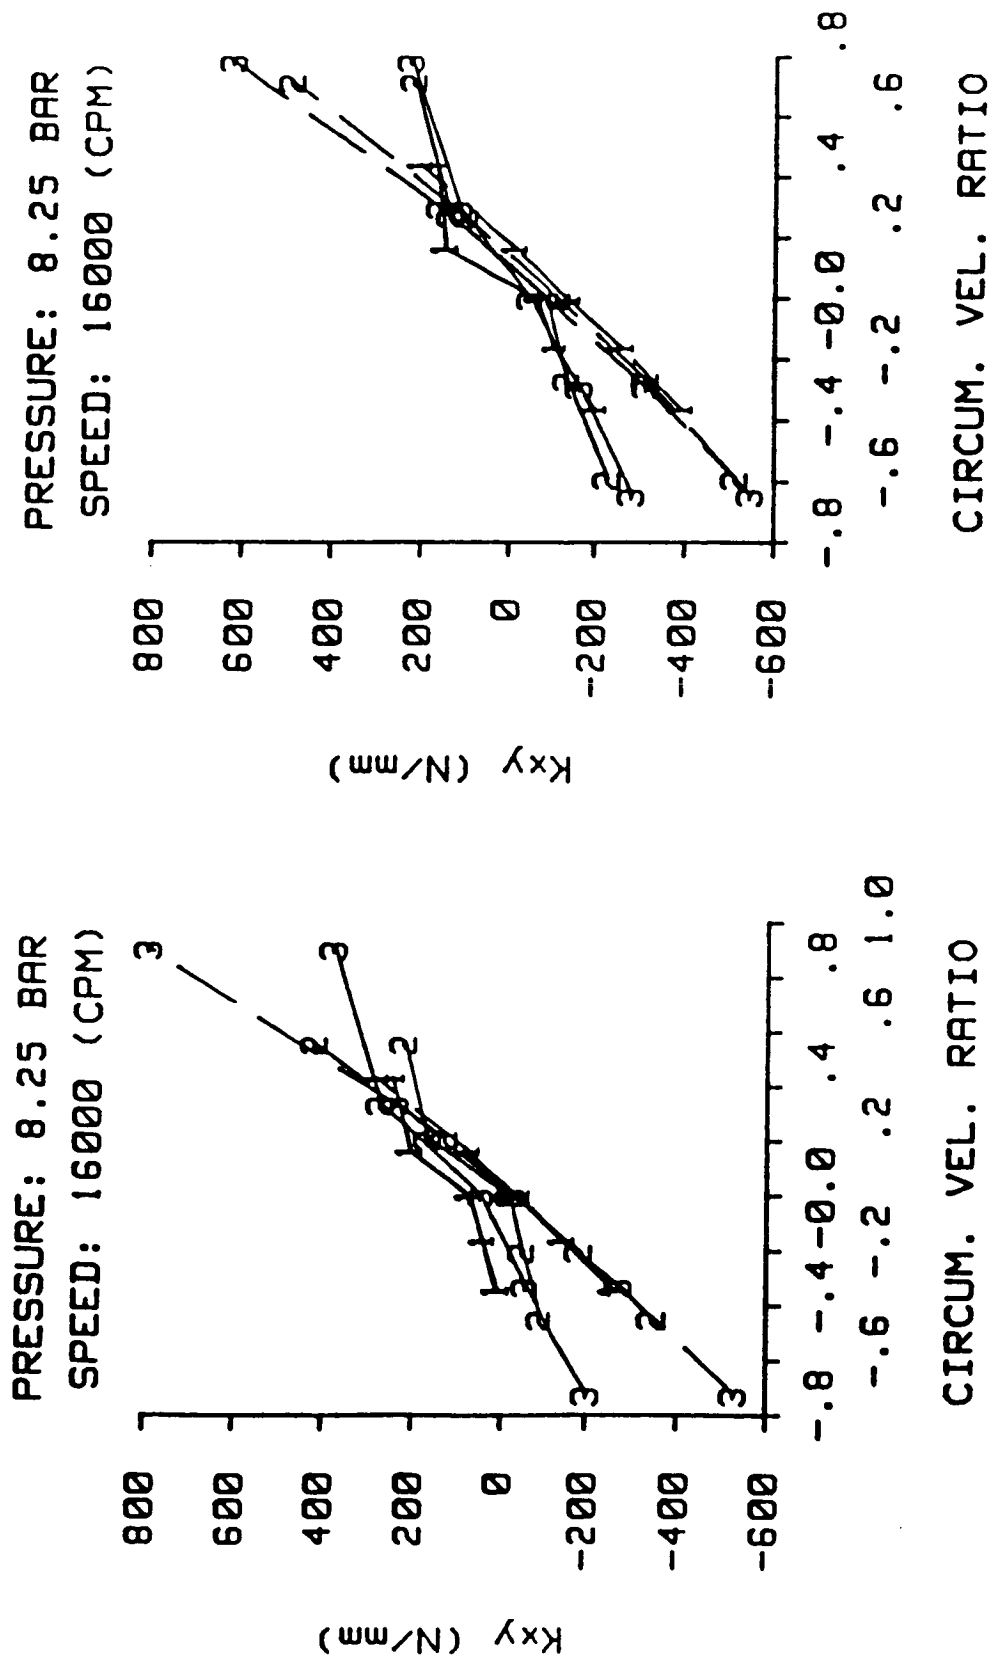 PRESSURE: 8.25 BAR
SPEED: 16000 (CPM)
800
600
400
200
0
-200
-400
-600
Kxy (N/mm)
-.8 -.4 -0.0 .4 .8
-.6 -.2 .2 .6 1.0
CIRCUM. VEL. RATIO
PRESSURE: 8.25 BAR
SPEED: 16000 (CPM)
800
600
400
200
0
-200
-400
-600
Kxy (N/mm)
-.8 -.4 -0.0 .4 .8
-.6 -.2 .2 .6
CIRCUM. VEL. RATIO